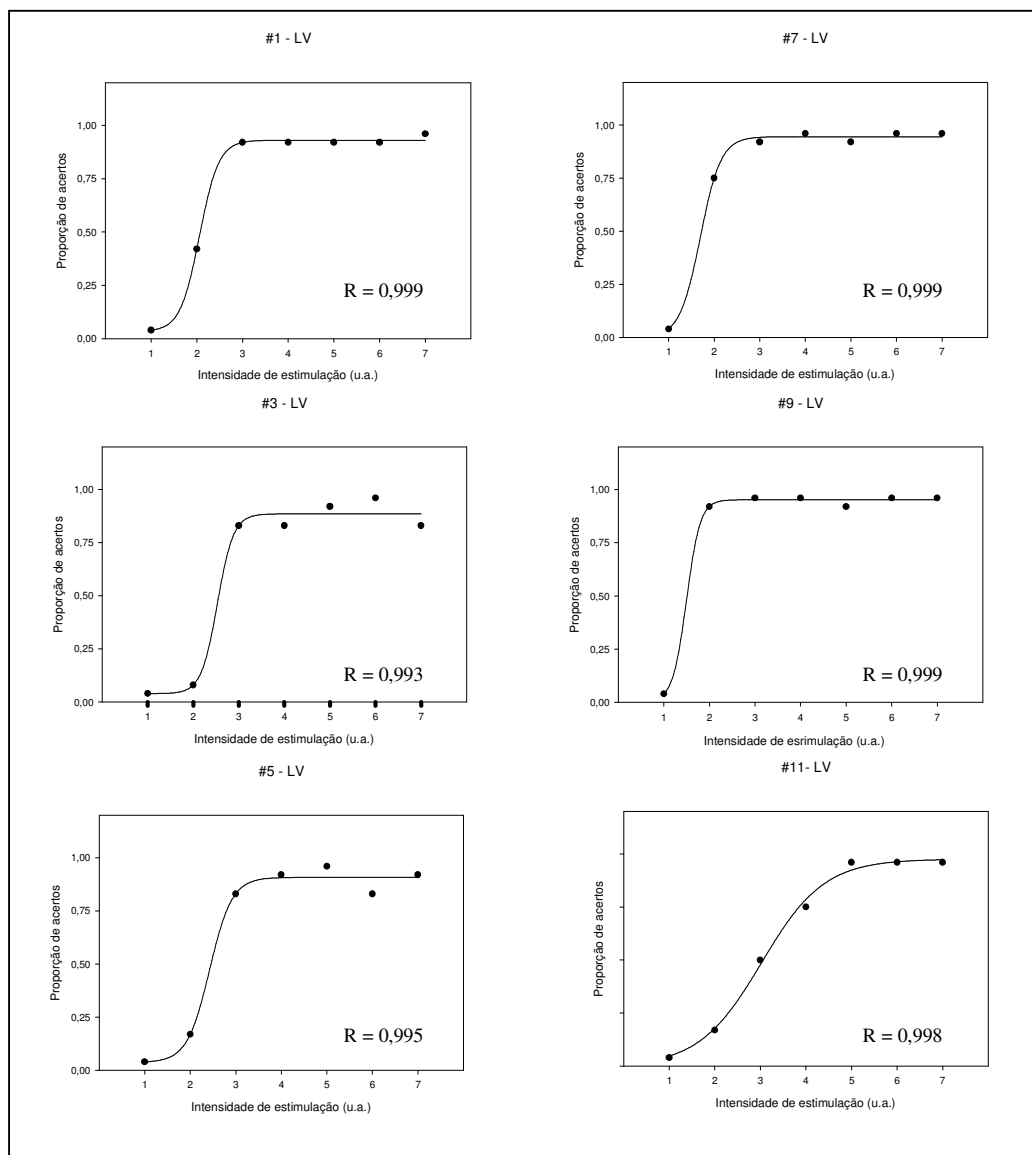 #1 - LV
1,00
0,75
0,50
0,25
0,00
Proporção de acertos
R = 0,999
1 2 3 4 5 6 7
Intensidade de estimulação (u.a.)
#7 - LV
1,00
0,75
0,50
0,25
0,00
Proporção de acertos
R = 0,999
1 2 3 4 5 6 7
Intensidade de estimulação (u.a.)
#3 - LV
1,00
0,75
0,50
0,25
0,00
Proporção de acertos
R = 0,993
1 2 3 4 5 6 7
Intensidade de estimulação (u.a.)
#9 - LV
1,00
0,75
0,50
0,25
0,00
Proporção de acertos
R = 0,999
1 2 3 4 5 6 7
Intensidade de esrimulação (u.a.)
#5 - LV
1,00
0,75
0,50
0,25
0,00
Proporção de acertos
R = 0,995
1 2 3 4 5 6 7
Intensidade de estimulação (u.a.)
#11- LV
Proporção de acertos
R = 0,998
1 2 3 4 5 6 7
Intensidade de estimulação (u.a.)